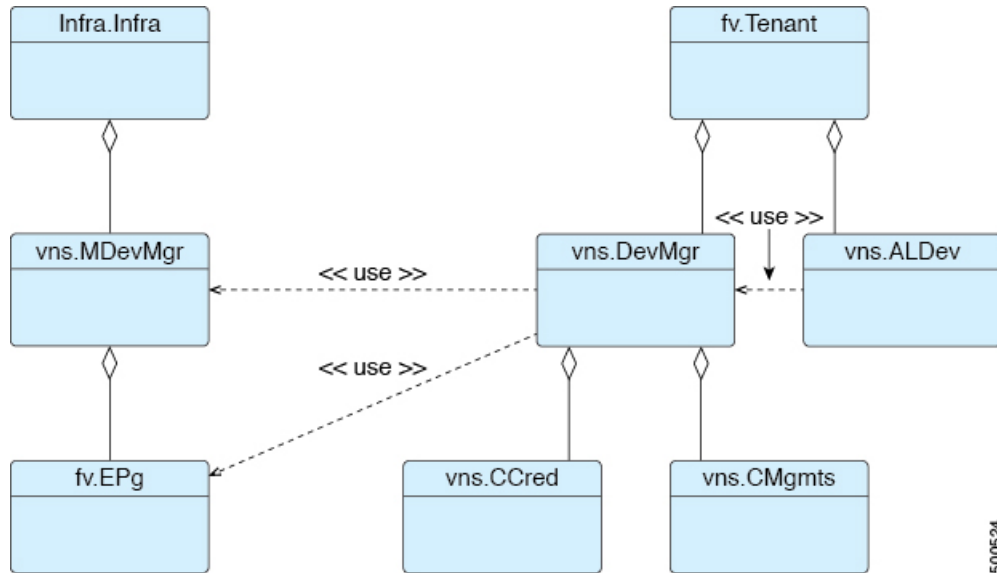 Infra.Infra
fv.Tenant
<< use >>
vns.MDevMgr
vns.DevMgr
vns.ALDev
<< use >>
<< use >>
fv.EPg
vns.CCred
vns.CMgmts
500524